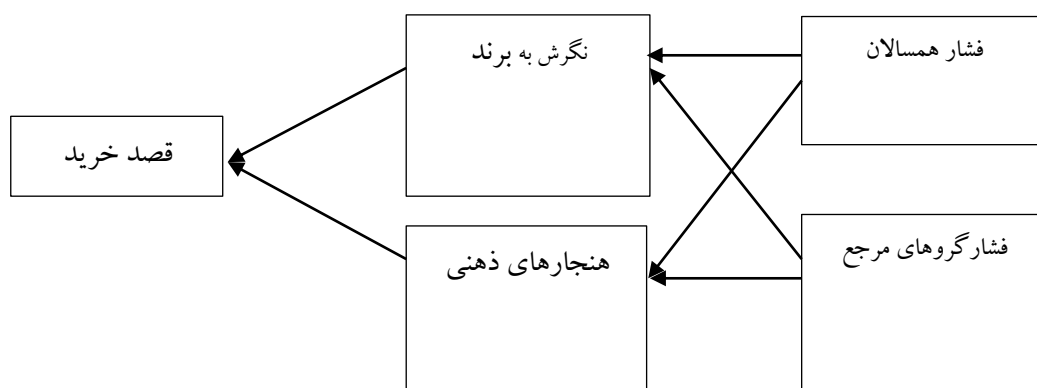 فشار همسالان
نگرش به برند
قصد خرید
هنجارهای ذهنی
فشارگروهای مرجع